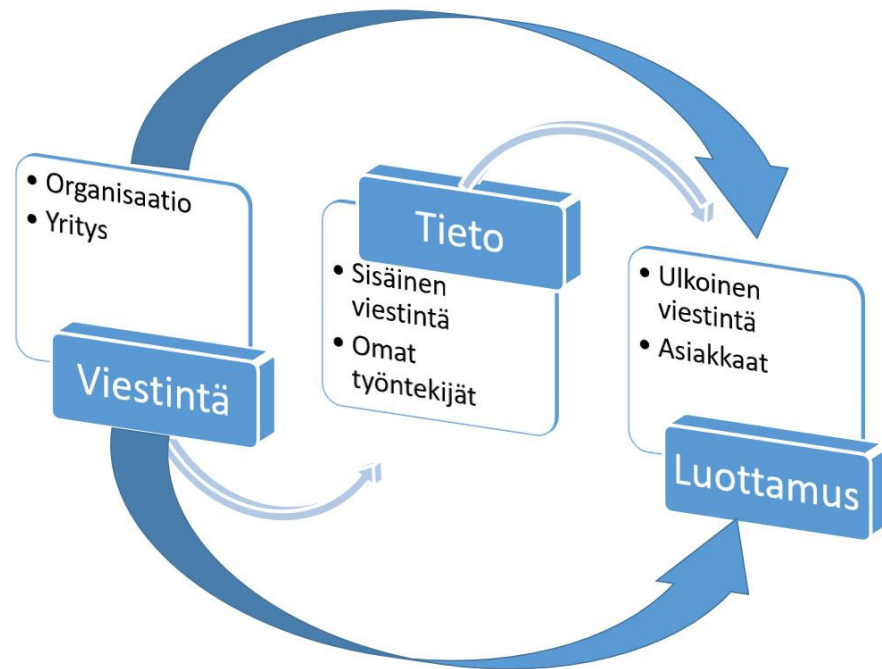 • Organisaatio
• Yritys
Viestintä
Tieto
• Sisäinen
viestintä
• Omat
työntekijät
• Ulkoinen
viestintä
• Asiakkaat
Luottamus